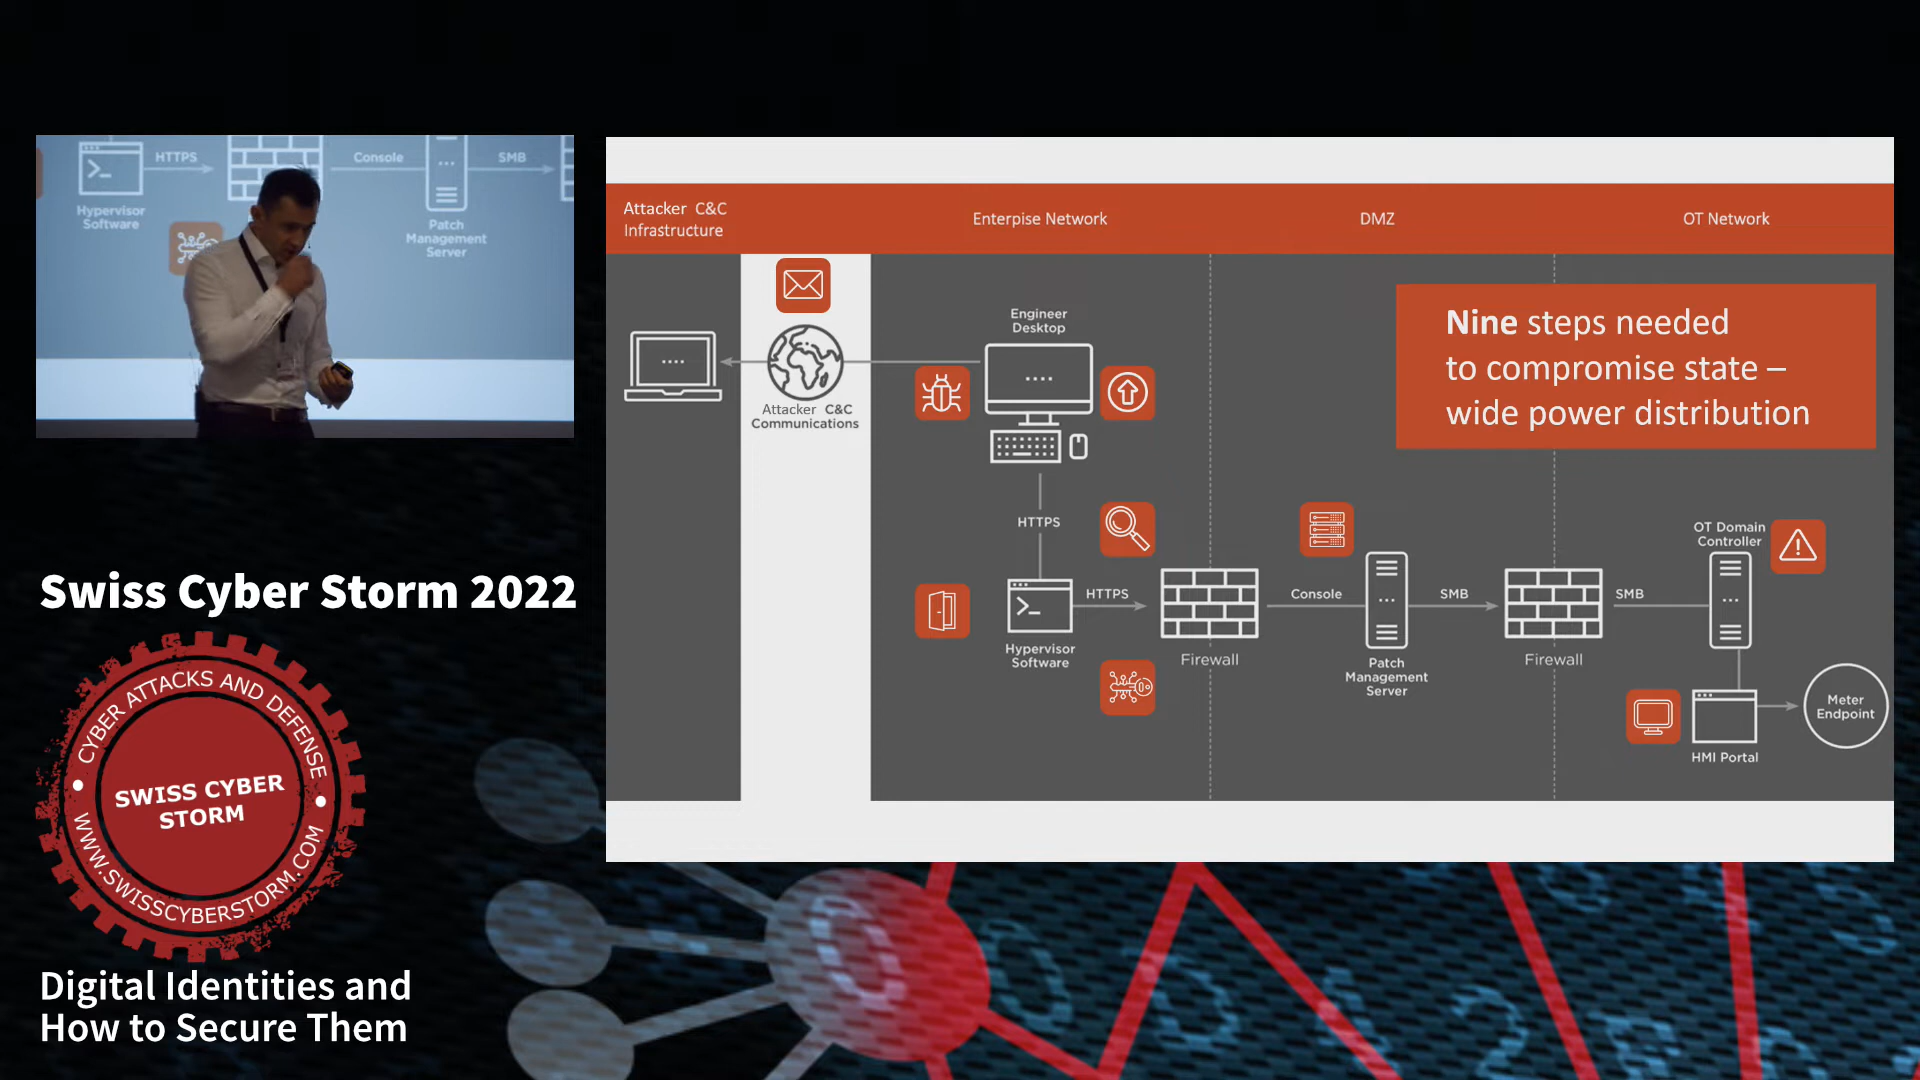 HTTPS
Console
SMB
Hypervisor
Software
Patch
Management
Server
Swiss Cyber Storm 2022
CYBER ATTACKS AND DEFENSE
SWISS CYBER
STORM
WWW.SWISSCYBERSTORM.COM
Digital Identities and
How to Secure Them
Attacker C&C
Infrastructure
Enterpise Network
DMZ
OT Network
Nine steps needed
to compromise state –
wide power distribution
Engineer
Desktop
Attacker C&C
Communications
HTTPS
OT Domain
Controller
HTTPS
Console
SMB
SMB
Hypervisor
Software
Firewall
Patch
Management
Server
Firewall
Meter
Endpoint
HMI Portal